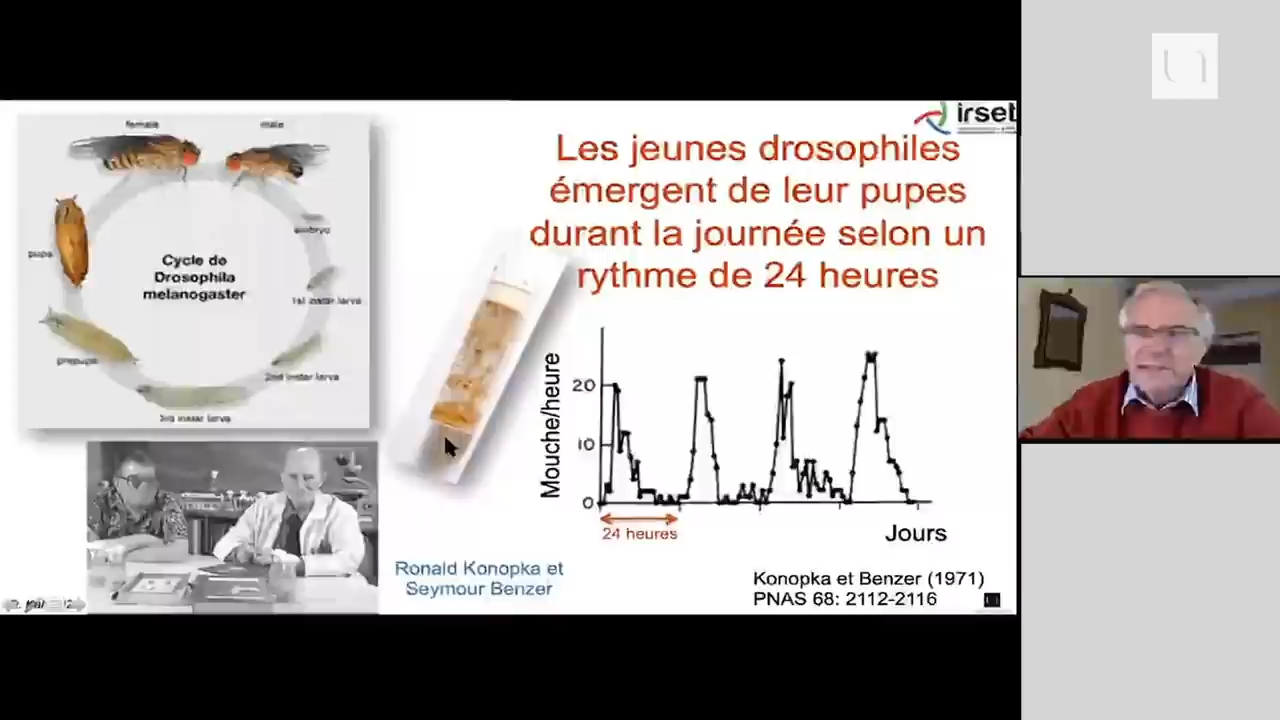 female
male
embryo
1st instar larva
2nd instar larva
3rd instar larva
prepupa
pupa
Cycle de
Drosophila
melanogaster
irset
Les jeunes drosophiles
émergent de leur pupes
durant la journée selon un
rythme de 24 heures
Mouche/heure
20
10
0
24 heures
Jours
Ronald Konopka et
Seymour Benzer
Konopka et Benzer (1971)
PNAS 68: 2112-2116